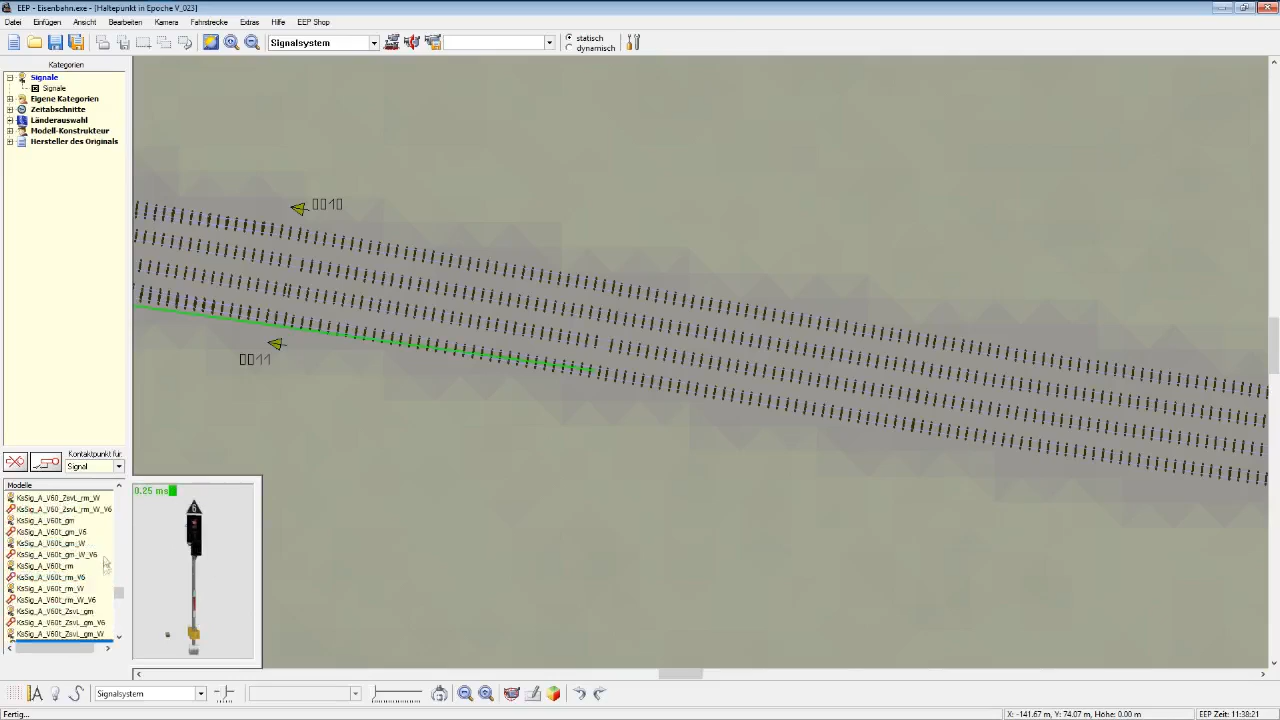 EEP - Eisenbahn.exe - [Haltepunkt in Epoche V_023]
Datei Einfügen Ansicht Bearbeiten Kamera Fahrstrecke Extras Hilfe EEP Shop
Signalsystem
statisch
dynamisch
Kategorien
Signale
Signale
Eigene Kategorien
Zeitabschnitte
Länderauswahl
Modell-Konstrukteur
Hersteller des Originals
10
11
Kontaktpunkt für:
Signal
Modelle
KsSig_A_V60_ZsvL_rm_W
KsSig_A_V60_ZsvL_rm_W_V6
KsSig_A_V60t_gm
KsSig_A_V60t_gm_V6
KsSig_A_V60t_gm_W
KsSig_A_V60t_gm_W_V6
KsSig_A_V60t_rm
KsSig_A_V60t_rm_V6
KsSig_A_V60t_rm_W
KsSig_A_V60t_rm_W_V6
KsSig_A_V60t_ZsvL_gm
KsSig_A_V60t_ZsvL_gm_V6
KsSig_A_V60t_ZsvL_gm_W
0.25 ms
6
Signalsystem
Fertig...
X: -141.67 m, Y: 74.07 m, Höhe: 0.00 m
EEP Zeit: 11:38:21